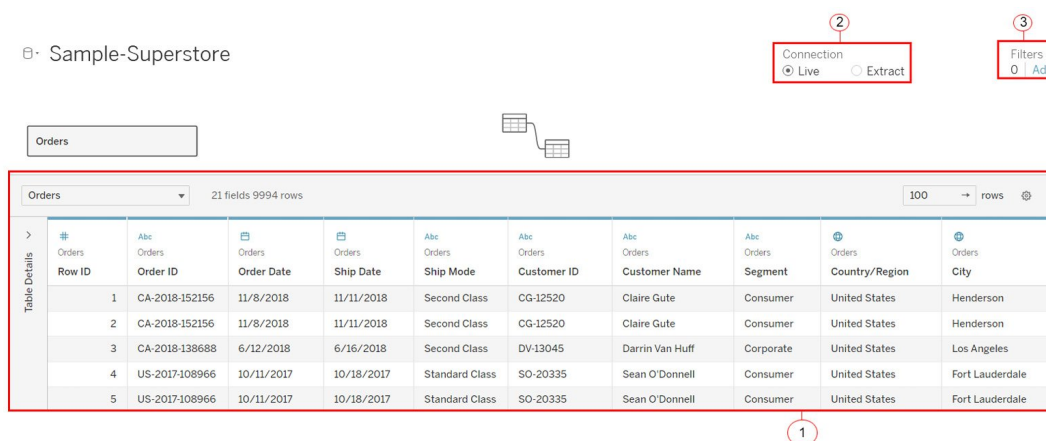 2
3
Sample-Superstore
Connection
Filters
Live Extract
0
Orders
Orders 21 fields 9994 rows 100 → rows
Table Details
# Abc Abc Abc Abc Abc
Orders Orders Orders Orders Orders Orders Orders Orders Orders Orders
Row ID Order ID Order Date Ship Date Ship Mode Customer ID Customer Name Segment Country/Region City
1 CA-2018-152156 11/8/2018 11/11/2018 Second Class CG-12520 Claire Gute Consumer United States Henderson
2 CA-2018-152156 11/8/2018 11/11/2018 Second Class CG-12520 Claire Gute Consumer United States Henderson
3 CA-2018-138688 6/12/2018 6/16/2018 Second Class DV-13045 Darrin Van Huff Corporate United States Los Angeles
4 US-2017-108966 10/11/2017 10/18/2017 Standard Class SO-20335 Sean O'Donnell Consumer United States Fort Lauderdale
5 US-2017-108966 10/11/2017 10/18/2017 Standard Class SO-20335 Sean O'Donnell Consumer United States Fort Lauderdale
1